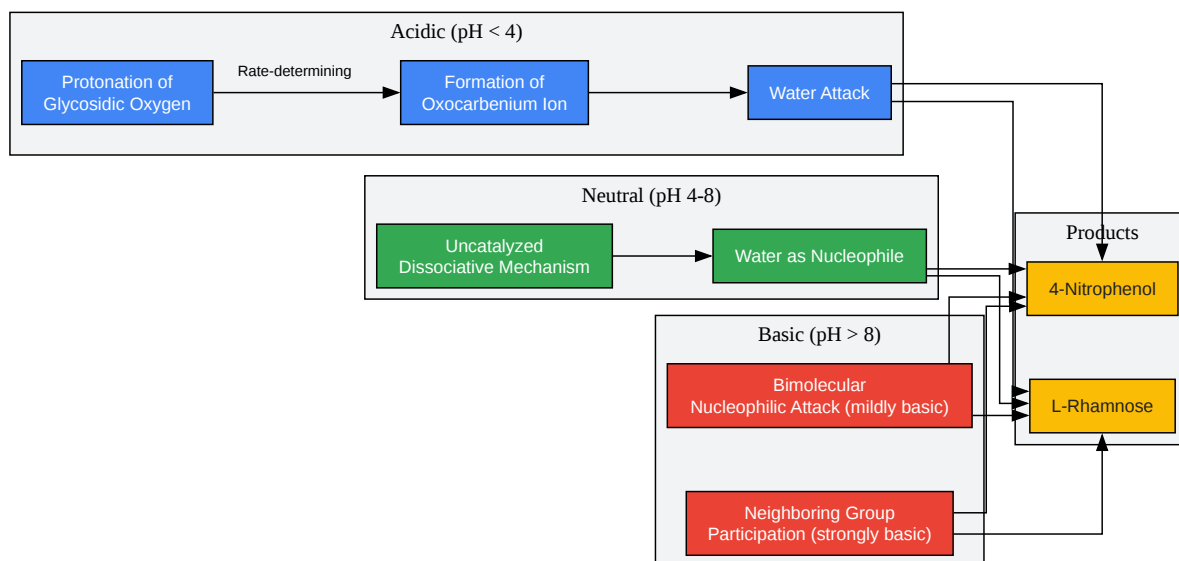 Acidic (pH < 4)
Protonation of
Glycosidic Oxygen
Rate-determining
Formation of
Oxocarbenium Ion
Water Attack
Neutral (pH 4-8)
Uncatalyzed
Dissociative Mechanism
Water as Nucleophile
Products
4-Nitrophenol
L-Rhamnose
Basic (pH > 8)
Bimolecular
Nucleophilic Attack (mildly basic)
Neighboring Group
Participation (strongly basic)